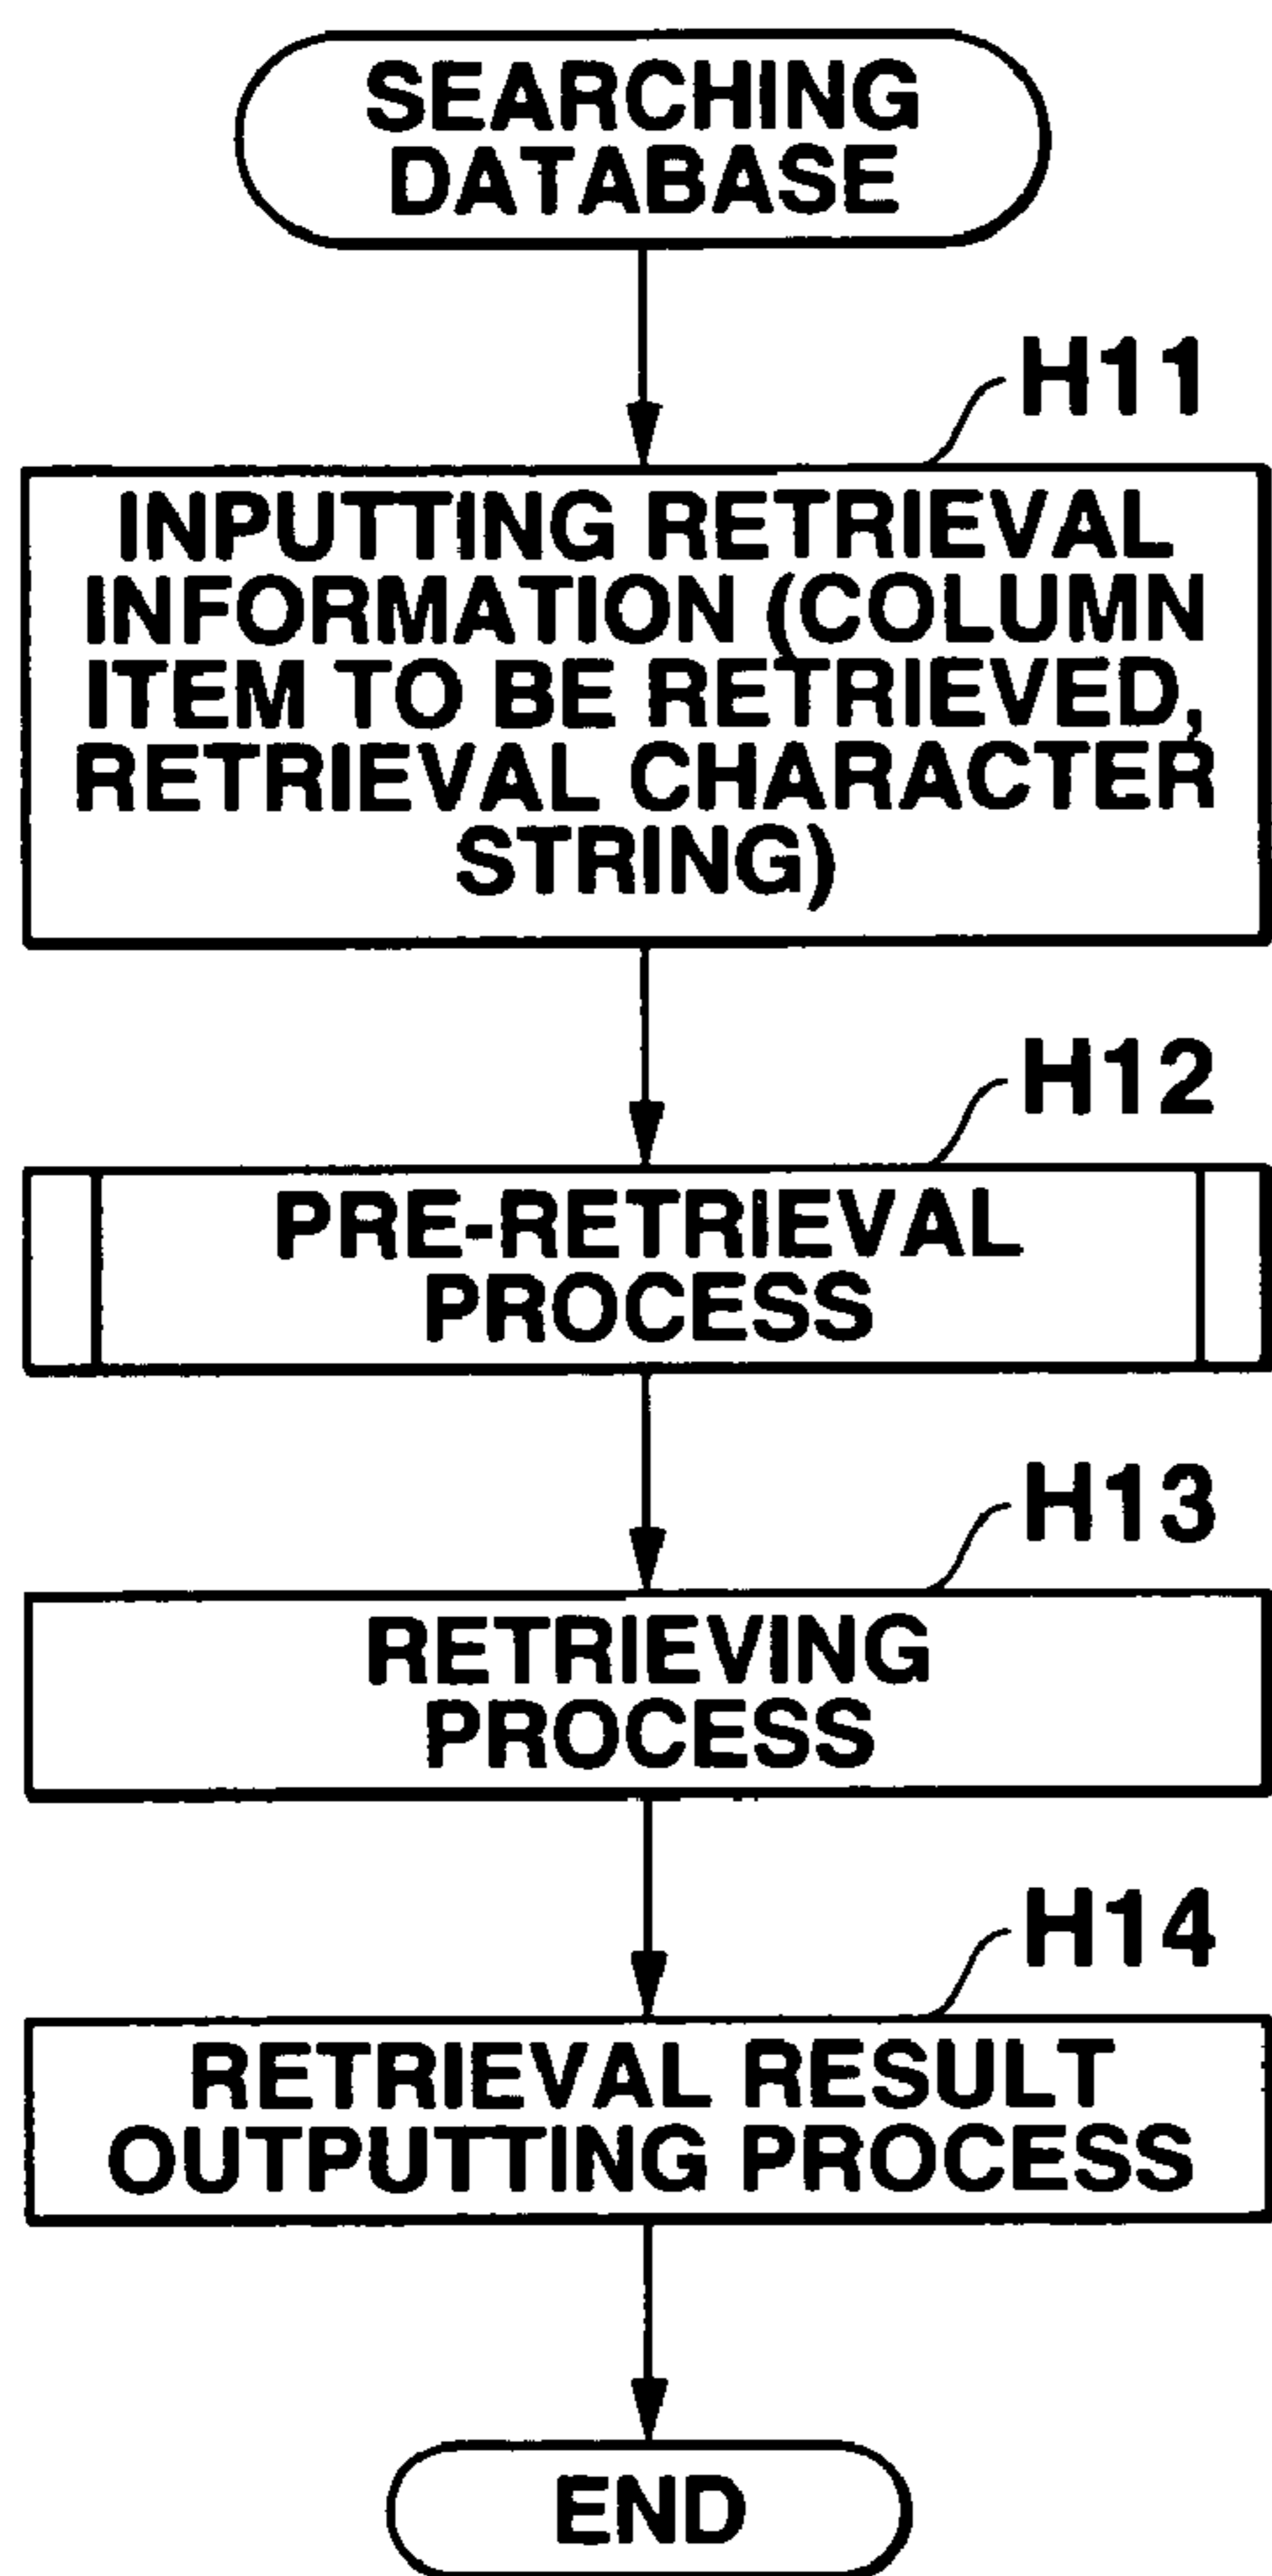 SEARCHING
DATABASE
H11
INPUTTING RETRIEVAL
INFORMATION (COLUMN
ITEM TO BE RETRIEVED,
RETRIEVAL CHARACTER
STRING)
H12
PRE-RETRIEVAL
PROCESS
H13
RETRIEVING
PROCESS
H14
RETRIEVAL RESULT
OUTPUTTING PROCESS
END